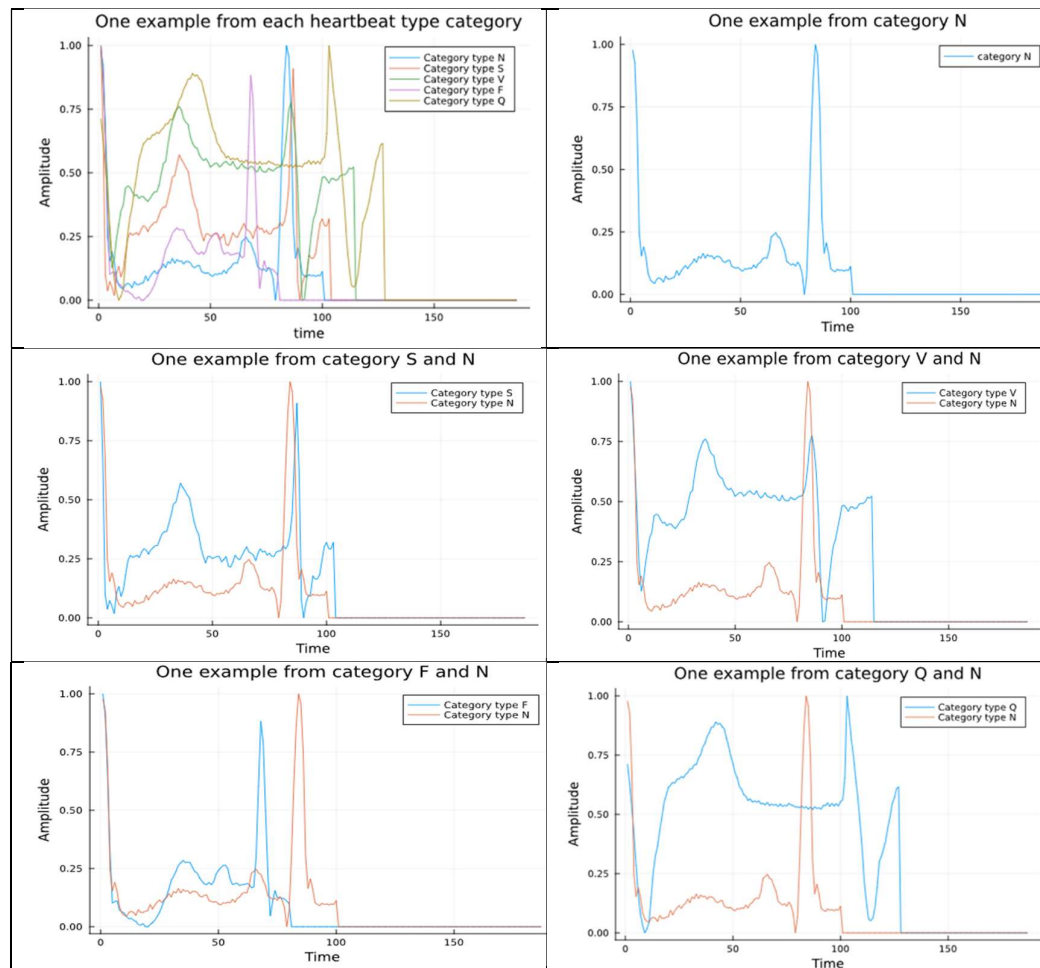 One example from each heartbeat type category
1.00
0.75
0.50
0.25
0.00
Amplitude
Category type N
Category type S
Category type V
Category type F
Category type Q
0 50 100 150
time
One example from category N
1.00
0.75
0.50
0.25
0.00
Amplitude
category N
0 50 100 150
Time
One example from category S and N
1.00
0.75
0.50
0.25
0.00
Amplitude
Category type S
Category type N
0 50 100 150
Time
One example from category V and N
1.00
0.75
0.50
0.25
0.00
Amplitude
Category type V
Category type N
0 50 100 150
Time
One example from category F and N
1.00
0.75
0.50
0.25
0.00
Amplitude
Category type F
Category type N
0 50 100 150
Time
One example from category Q and N
1.00
0.75
0.50
0.25
0.00
Amplitude
Category type Q
Category type N
0 50 100 150
Time